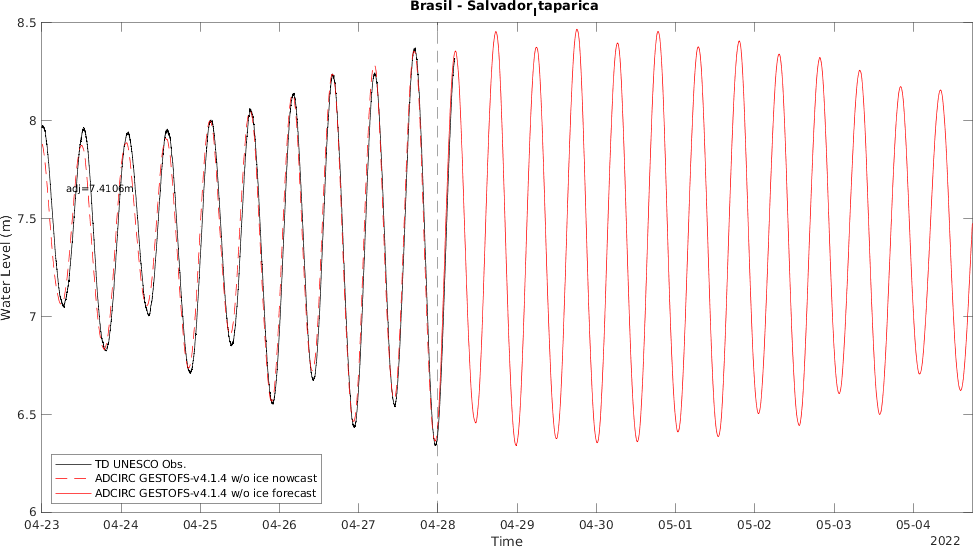 Brasil - Salvador_Itaparica
8.5
8
7.5
7
6.5
6
Water Level (m)
adj=7.4106m
TD UNESCO Obs.
ADCIRC GESTOFS-v4.1.4 w/o ice nowcast
ADCIRC GESTOFS-v4.1.4 w/o ice forecast
04-23 04-24 04-25 04-26 04-27 04-28 04-29 04-30 05-01 05-02 05-03 05-04
Time
2022